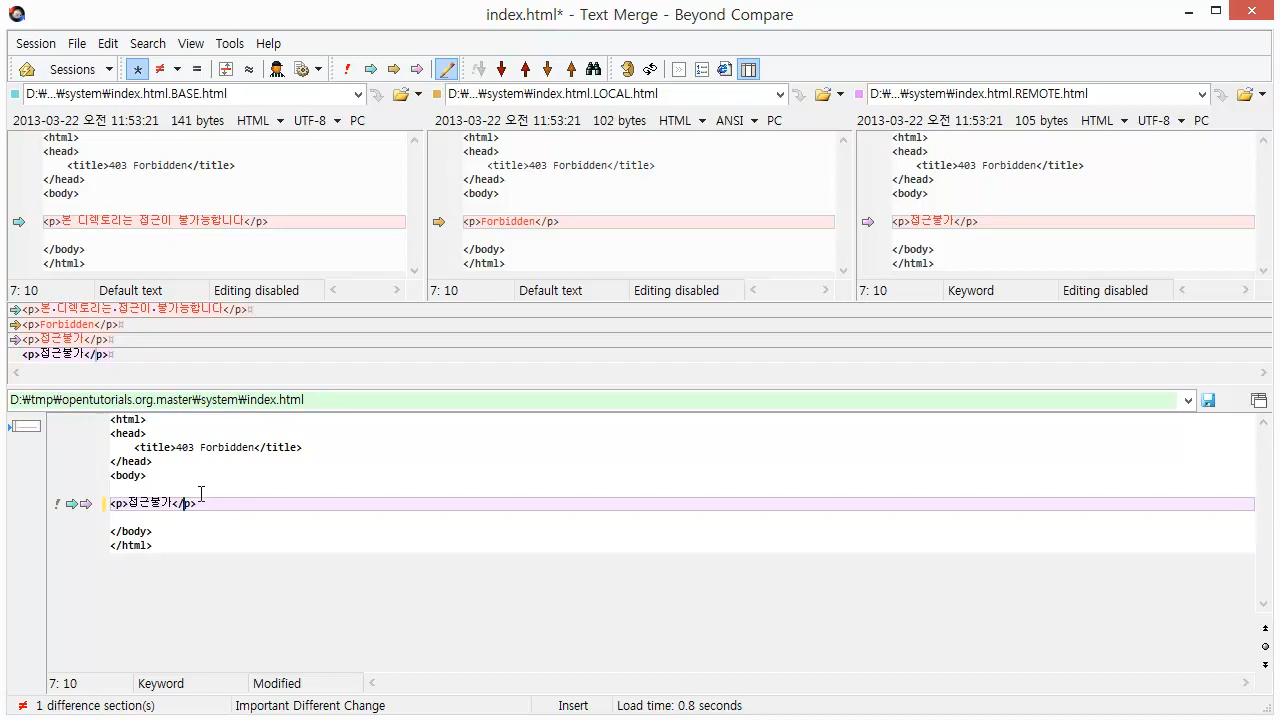 index.html* - Text Merge - Beyond Compare
Session File Edit Search View Tools Help
Sessions
D:₩...₩system₩index.html.BASE.html D:₩...₩system₩index.html.LOCAL.html D:₩...₩system₩index.html.REMOTE.html
2013-03-22 오전 11:53:21 141 bytes HTML UTF-8 PC 2013-03-22 오전 11:53:21 102 bytes HTML ANSI PC 2013-03-22 오전 11:53:21 105 bytes HTML UTF-8 PC
<html> <html> <html>
<head> <head> <head>
<title>403 Forbidden</title> <title>403 Forbidden</title> <title>403 Forbidden</title>
</head> </head> </head>
<body> <body> <body>
<p>본 디렉토리는 접근이 불가능합니다</p> <p>Forbidden</p> <p>접근불가</p>
</body> </body> </body>
</html> </html> </html>
7: 10 Default text Editing disabled 7: 10 Default text Editing disabled 7: 10 Keyword Editing disabled
<p>본·디렉토리는·접근이·불가능합니다</p>¤
<p>Forbidden</p>¤
<p>접근불가</p>¤
<p>접근불가</p>¤
D:₩tmp₩opentutorials.org.master₩system₩index.html
<html>
<head>
<title>403 Forbidden</title>
</head>
<body>
! <p>접근불가</p>
</body>
</html>
7: 10 Keyword Modified
≠ 1 difference section(s) Important Different Change Insert Load time: 0.8 seconds